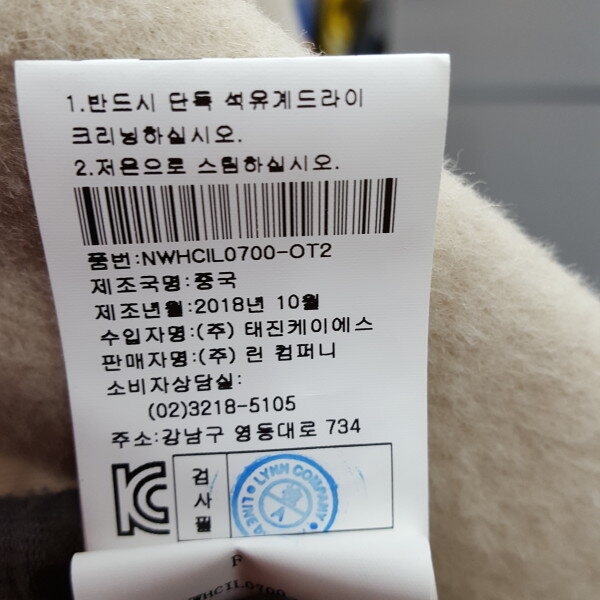 1.반드시 단독 석유계드라이
크리닝하십시오.
2.저온으로 스팀하십시오.
품번:NWHCIL0700-OT2
제조국명:중국
제조년월:2018년 10월
수입자명:(주) 태진케이에스
판매자명:(주) 린 컴퍼니
소비자상담실:
(02)3218-5105
주소:강남구 영동대로 734
검
사
필
LYNN COMPANY
LINE
A
F
NWHCIL0700-